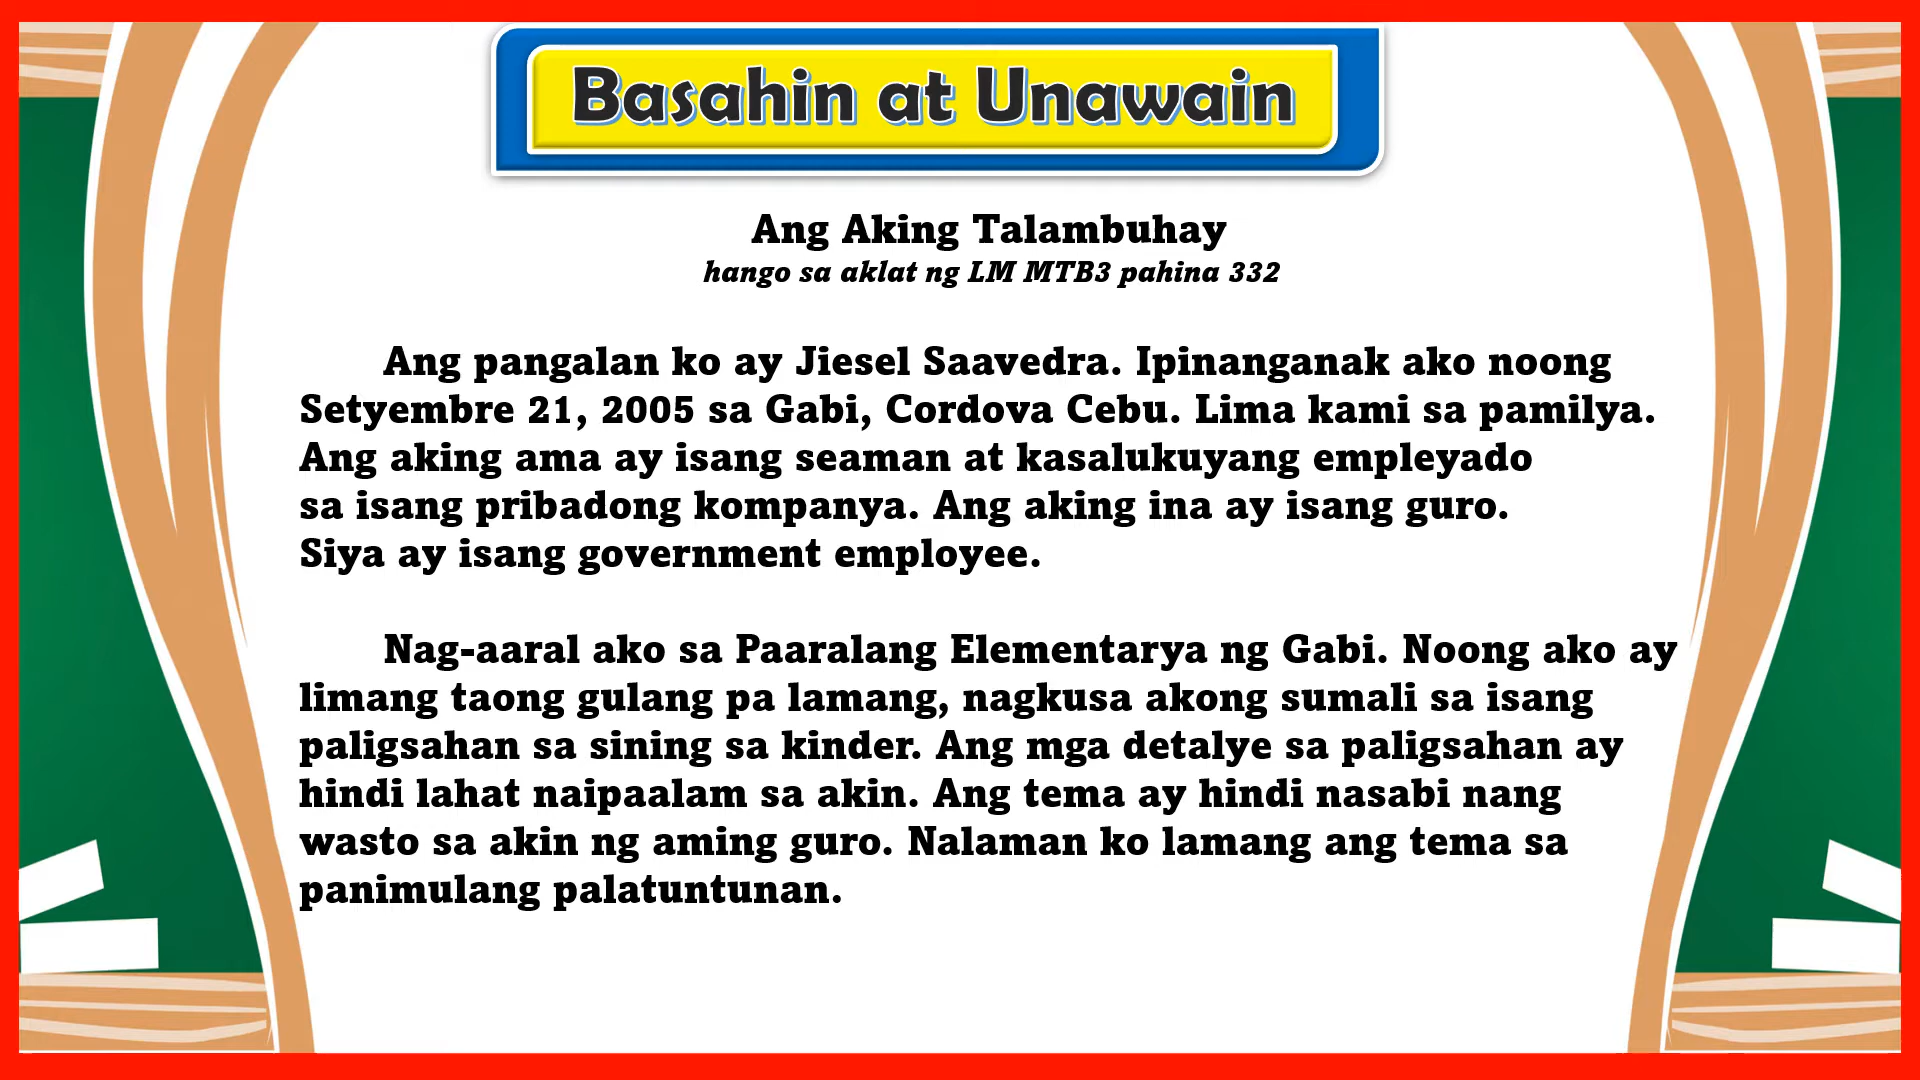 Basahin at Unawain
Ang Aking Talambuhay
hango sa aklat ng LM MTB3 pahina 332
Ang pangalan ko ay Jiesel Saavedra. Ipinanganak ako noong
Setyembre 21, 2005 sa Gabi, Cordova Cebu. Lima kami sa pamilya.
Ang aking ama ay isang seaman at kasalukuyang empleyado
sa isang pribadong kompanya. Ang aking ina ay isang guro.
Siya ay isang government employee.
Nag-aaral ako sa Paaralang Elementarya ng Gabi. Noong ako ay
limang taong gulang pa lamang, nagkusa akong sumali sa isang
paligsahan sa sining sa kinder. Ang mga detalye sa paligsahan ay
hindi lahat naipaalam sa akin. Ang tema ay hindi nasabi nang
wasto sa akin ng aming guro. Nalaman ko lamang ang tema sa
panimulang palatuntunan.